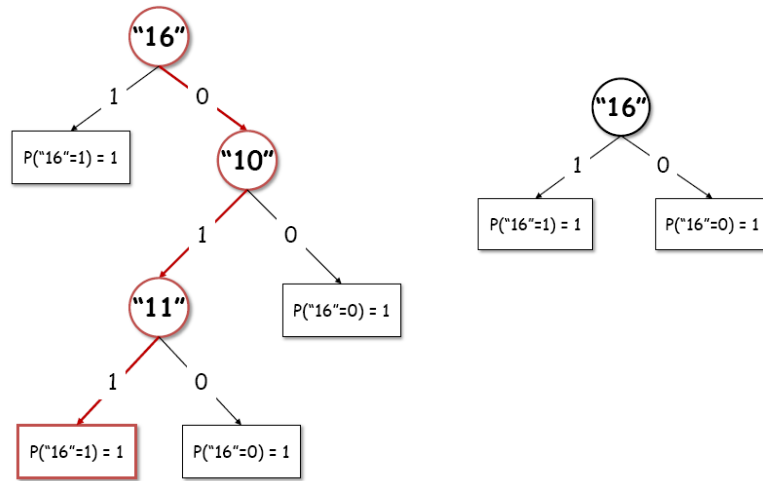 “16”
1
0
P(“16”=1) = 1
“10”
1
0
“11”
P(“16”=0) = 1
1
0
P(“16”=1) = 1
P(“16”=0) = 1
“16”
1
0
P(“16”=1) = 1
P(“16”=0) = 1